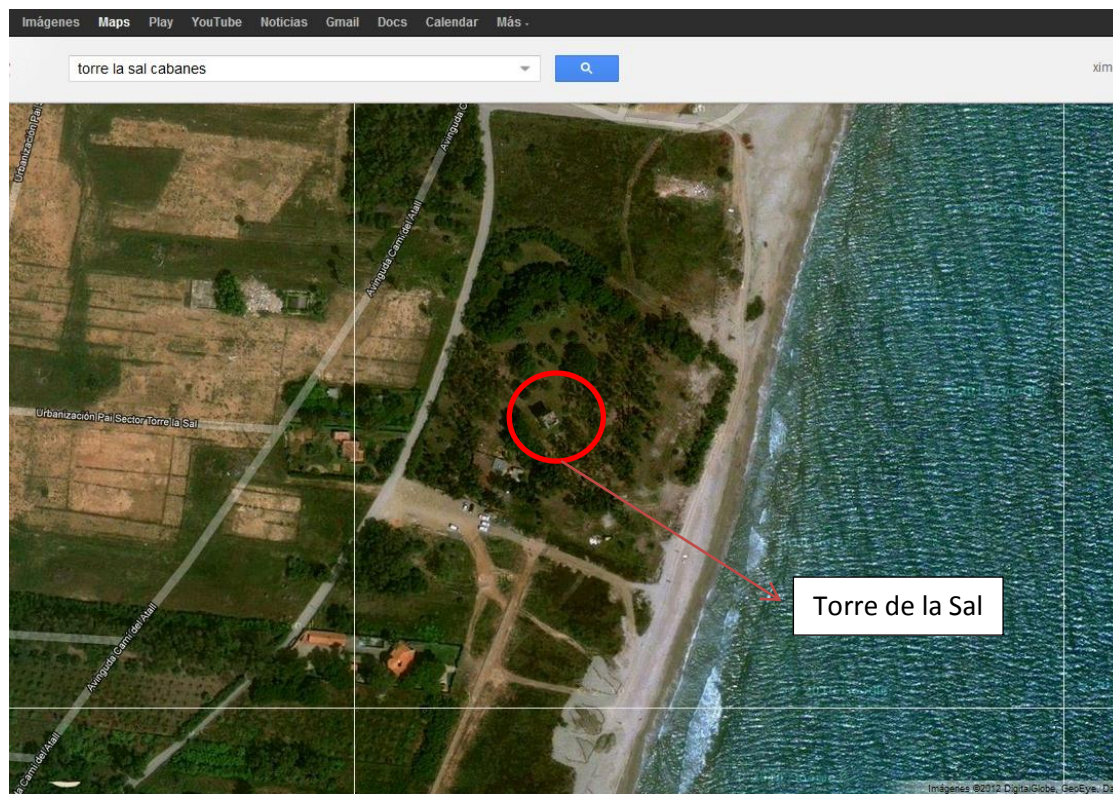 Imágenes Maps Play YouTube Noticias Gmail Docs Calendar Más
torre la sal cabanes
xim
Avinguda Camí del Atall
Urbanización Pai Sector Torre la Sal
Torre de la Sal
Avinguda Camí del Atall
Imágenes ©2012 DigitalGlobe, GeoEye, D